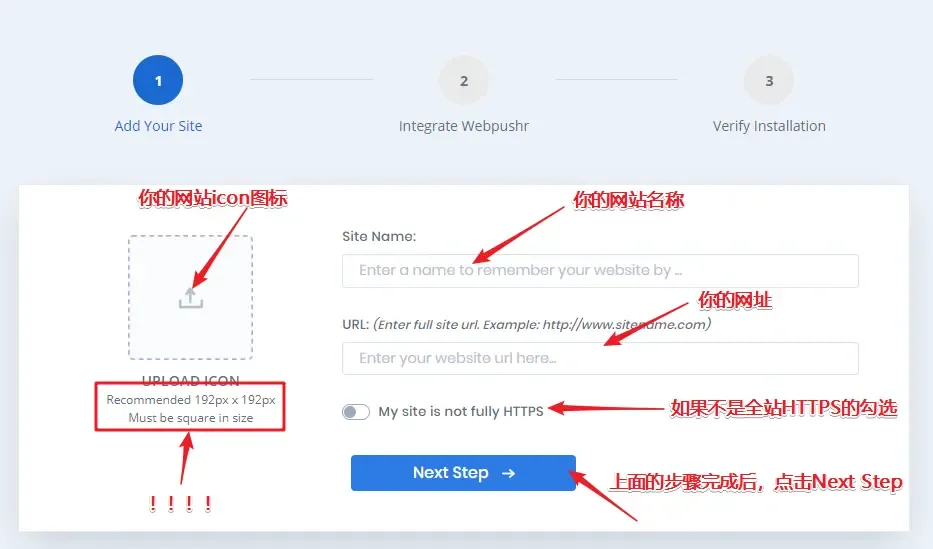 1
2
3
Add Your Site
Integrate Webpushr
Verify Installation
你的网站icon图标
你的网站名称
Site Name:
Enter a name to remember your website by ...
你的网址
URL: (Enter full site url. Example: http://www.sitename.com)
Enter your website url here...
UPLOAD ICON
Recommended 192px x 192px
Must be square in size
My site is not fully HTTPS
如果不是全站HTTPS的勾选
Next Step →
上面的步骤完成后，点击Next Step
！！！！